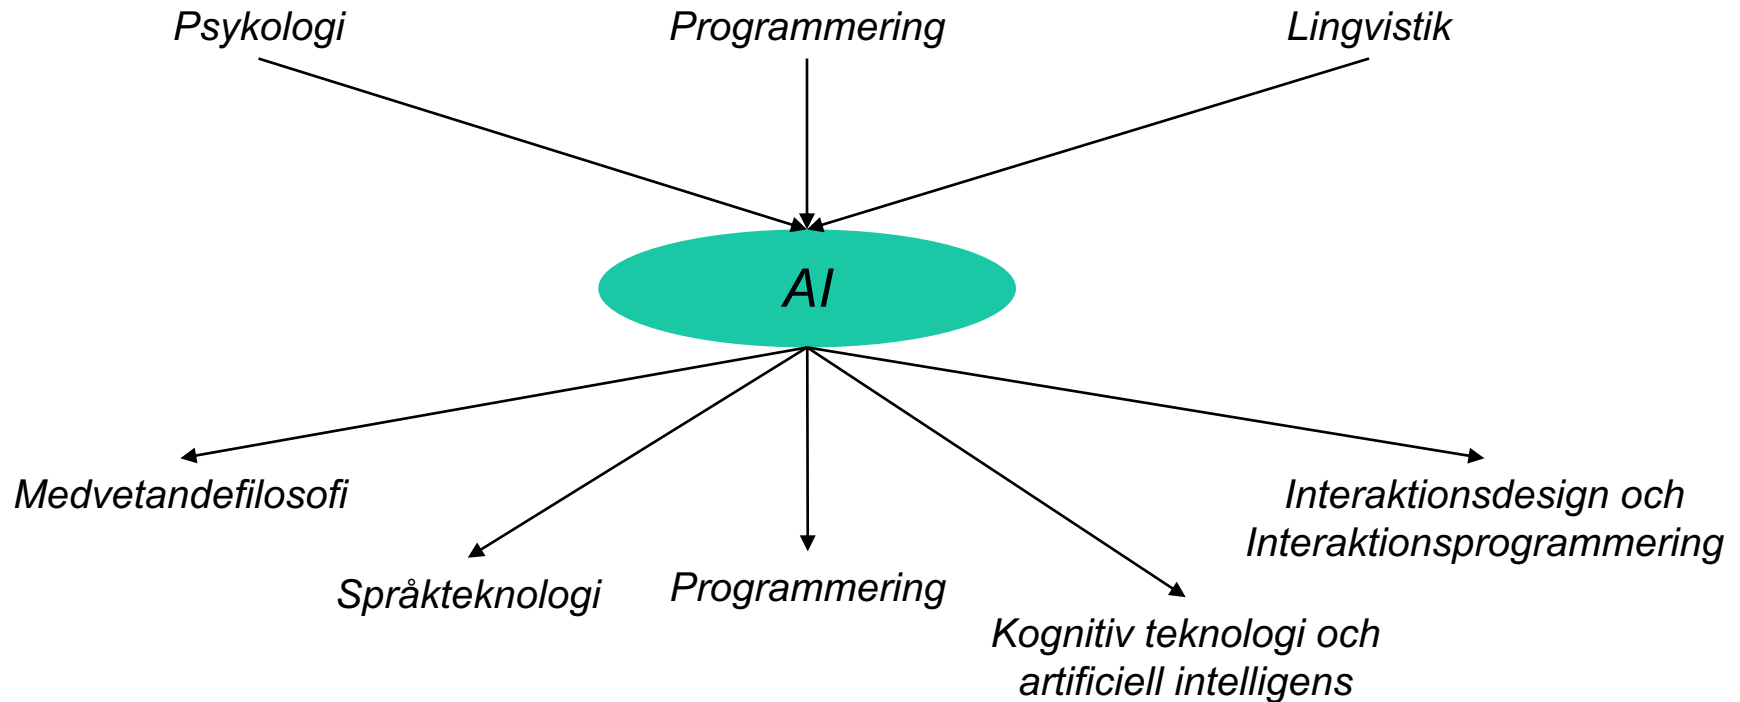 Psykologi
Programmering
Lingvistik
AI
Medvetandefilosofi
Språkteknologi
Programmering
Kognitiv teknologi och
artificiell intelligens
Interaktionsdesign och
Interaktionsprogrammering